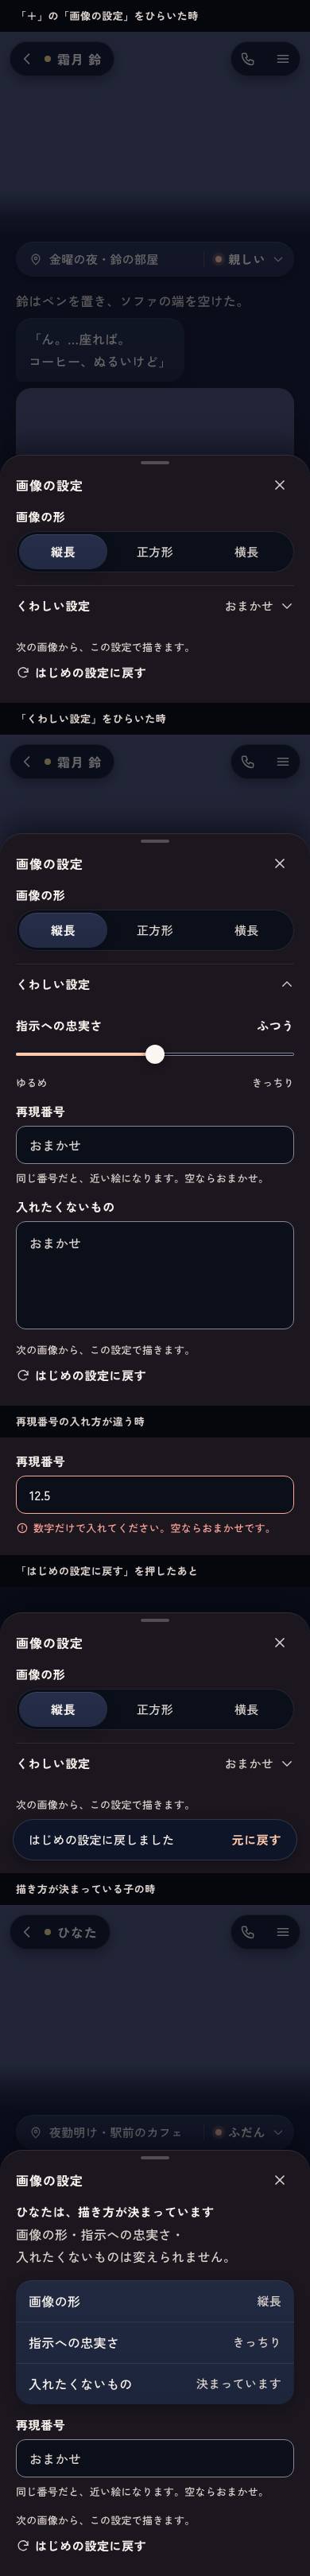 「＋」の「画像の設定」をひらいた時
霜月 鈴
金曜の夜・鈴の部屋
親しい
鈴はペンを置き、ソファの端を空けた。
「ん。…座れば。
コーヒー、ぬるいけど」
画像の設定
画像の形
縦長
正方形
横長
くわしい設定
おまかせ
次の画像から、この設定で描きます。
はじめの設定に戻す
「くわしい設定」をひらいた時
霜月 鈴
画像の設定
画像の形
縦長
正方形
横長
くわしい設定
指示への忠実さ
ふつう
ゆるめ
きっちり
再現番号
おまかせ
同じ番号だと、近い絵になります。空ならおまかせ。
入れたくないもの
おまかせ
次の画像から、この設定で描きます。
はじめの設定に戻す
再現番号の入れ方が違う時
再現番号
12.5
数字だけで入れてください。空ならおまかせです。
「はじめの設定に戻す」を押したあと
画像の設定
画像の形
縦長
正方形
横長
くわしい設定
おまかせ
次の画像から、この設定で描きます。
はじめの設定に戻しました
元に戻す
描き方が決まっている子の時
ひなた
夜勤明け・駅前のカフェ
ふだん
画像の設定
ひなたは、描き方が決まっています
画像の形・指示への忠実さ・
入れたくないものは変えられません。
画像の形
縦長
指示への忠実さ
きっちり
入れたくないもの
決まっています
再現番号
おまかせ
同じ番号だと、近い絵になります。空ならおまかせ。
次の画像から、この設定で描きます。
はじめの設定に戻す